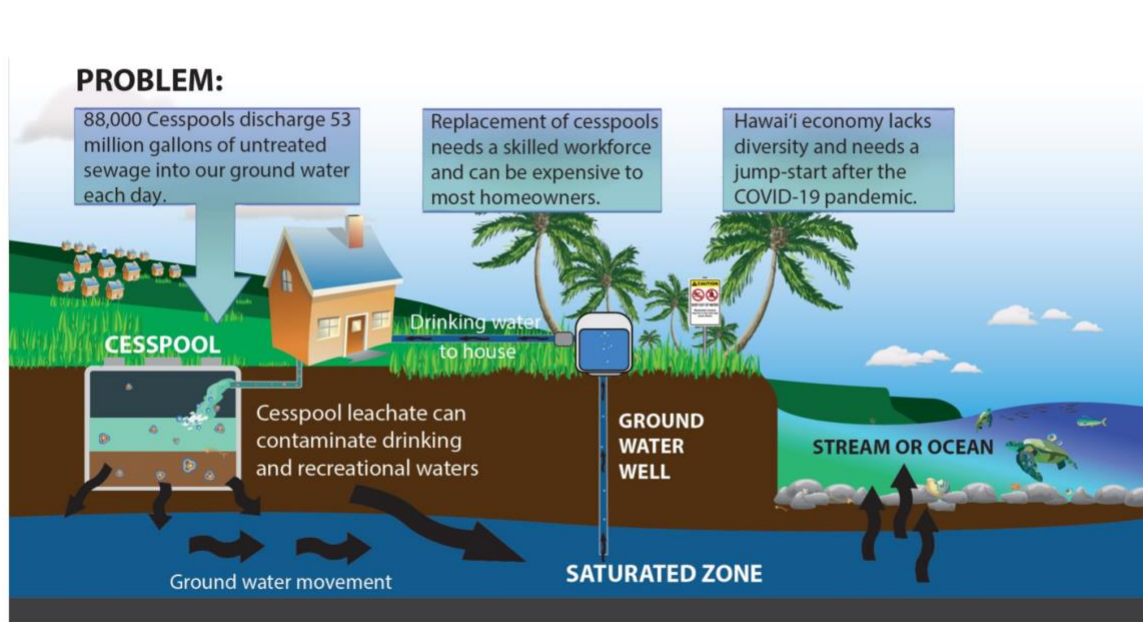 PROBLEM:
88,000 Cesspools discharge 53
million gallons of untreated
sewage into our ground water
each day.
Replacement of cesspools
needs a skilled workforce
and can be expensive to
most homeowners.
Hawaiʻi economy lacks
diversity and needs a
jump-start after the
COVID-19 pandemic.
CAUTION
Drinking water
to house
CESSPOOL
Cesspool leachate can
contaminate drinking
and recreational waters
GROUND
WATER
WELL
STREAM OR OCEAN
Ground water movement
SATURATED ZONE